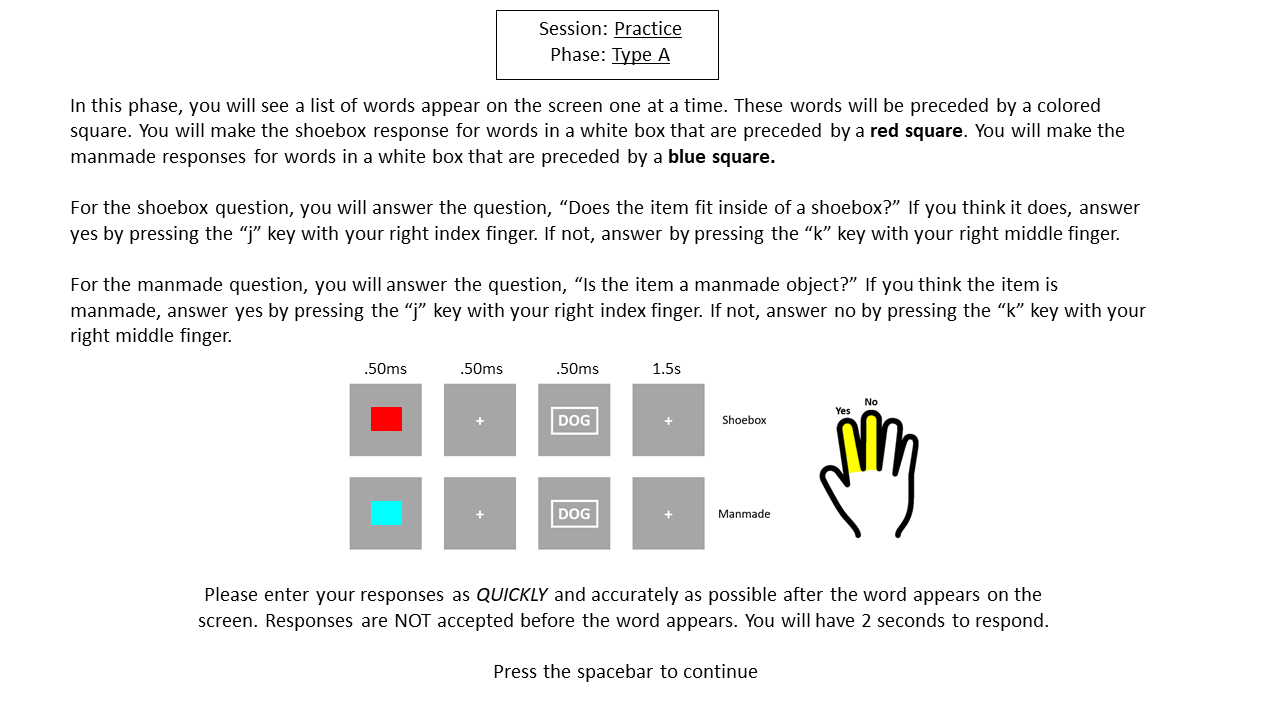 Session: Practice
Phase: Type A
In this phase, you will see a list of words appear on the screen one at a time. These words will be preceded by a colored
square. You will make the shoebox response for words in a white box that are preceded by a red square. You will make the
manmade responses for words in a white box that are preceded by a blue square.
For the shoebox question, you will answer the question, “Does the item fit inside of a shoebox?” If you think it does, answer
yes by pressing the “j” key with your right index finger. If not, answer by pressing the “k” key with your right middle finger.
For the manmade question, you will answer the question, “Is the item a manmade object?” If you think the item is
manmade, answer yes by pressing the “j” key with your right index finger. If not, answer no by pressing the “k” key with your
right middle finger.
.50ms .50ms .50ms 1.5s
+ DOG + Shoebox
Yes No
+ DOG + Manmade
Please enter your responses as QUICKLY and accurately as possible after the word appears on the
screen. Responses are NOT accepted before the word appears. You will have 2 seconds to respond.
Press the spacebar to continue